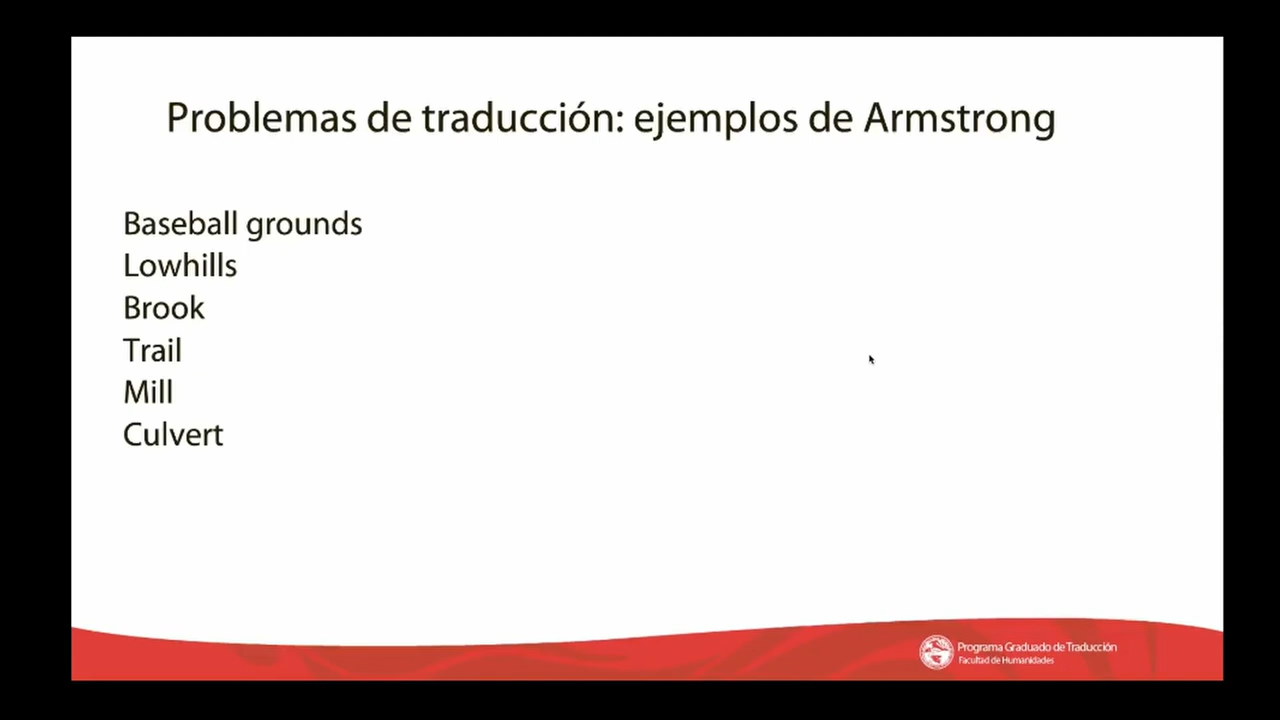 Problemas de traducción: ejemplos de Armstrong
Baseball grounds
Lowhills
Brook
Trail
Mill
Culvert
Programa Graduado de Traducción
Facultad de Humanidades